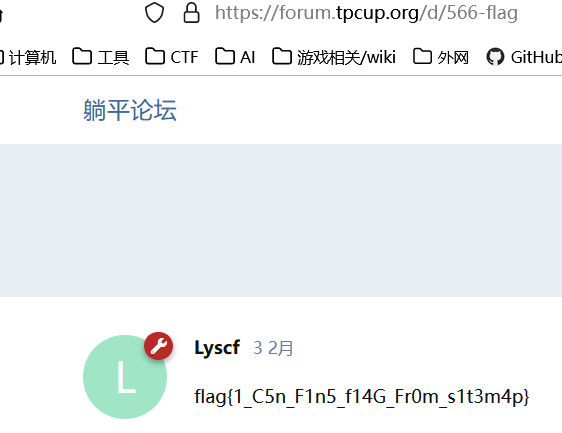 https://forum.tpcup.org/d/566-flag
计算机 工具 CTF AI 游戏相关/wiki 外网 GitHub
躺平论坛
L Lyscf 3 2月
flag{1_C5n_F1n5_f14G_Fr0m_s1t3m4p}